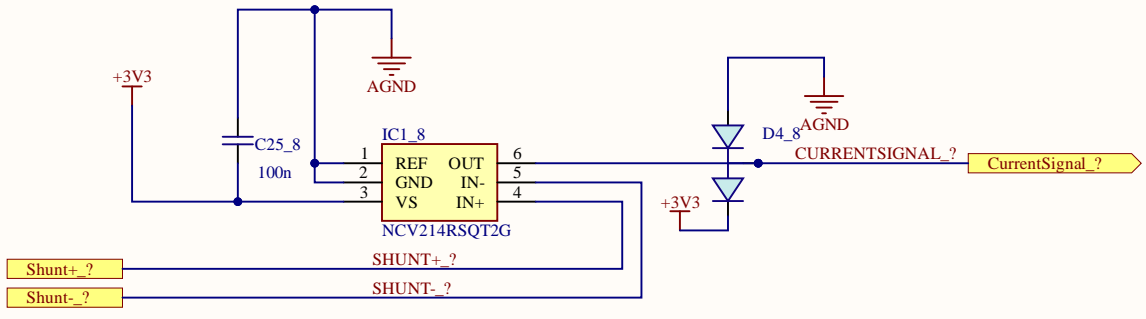 AGND
+3V3
C25_8
100n
IC1_8
1 REF OUT 6
2 GND IN- 5
3 VS IN+ 4
NCV214RSQT2G
D4_8
AGND
CURRENTSIGNAL_?
CurrentSignal_?
+3V3
Shunt+_?
SHUNT+_?
Shunt-_?
SHUNT-_?